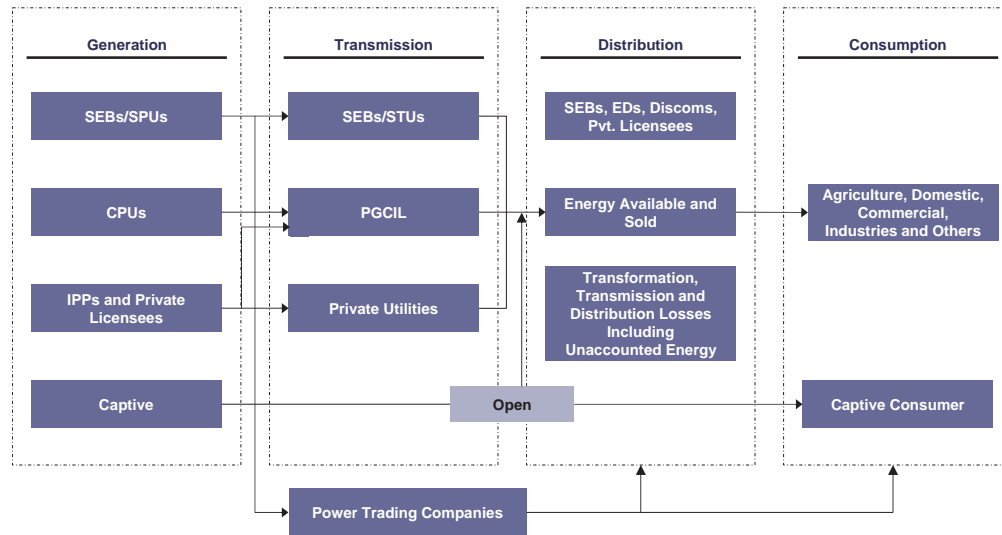 Generation
Transmission
Distribution
Consumption
SEBs/SPUs
SEBs/STUs
SEBs, EDs, Discoms,
Pvt. Licensees
CPUs
PGCIL
Energy Available and
Sold
Agriculture, Domestic,
Commercial,
Industries and Others
IPPs and Private
Licensees
Private Utilities
Transformation,
Transmission and
Distribution Losses
Including
Unaccounted Energy
Captive
Open
Captive Consumer
Power Trading Companies